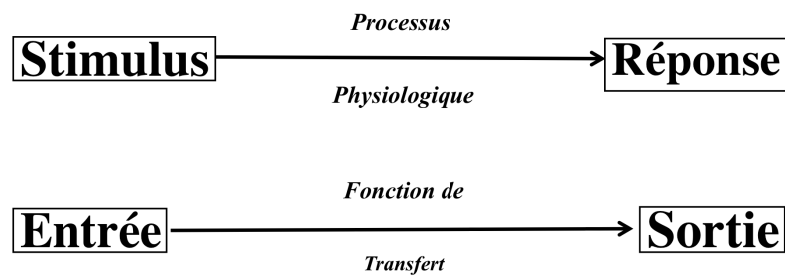 Processus
Stimulus Réponse
Physiologique
Fonction de
Entrée Sortie
Transfert